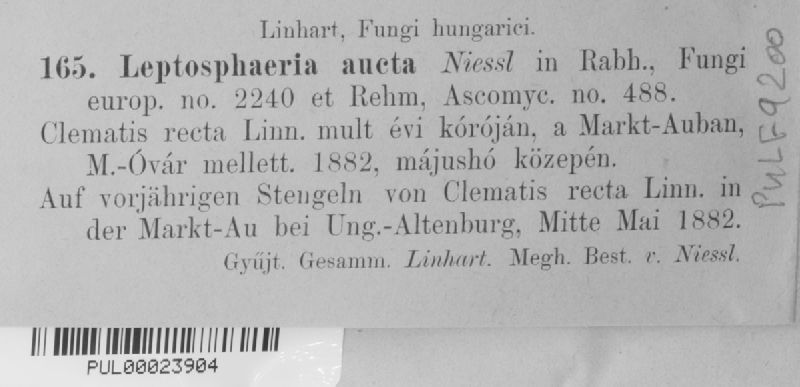 Linhart, Fungi hungarici.
165. Leptosphaeria aucta Niessl in Rabh., Fungi
europ. no. 2240 et Rehm, Ascomyc. no. 488.
Clematis recta Linn. mult évi kóróján, a Markt-Auban,
M.-Óvár mellett. 1882, májushó közepén.
Auf vorjährigen Stengeln von Clematis recta Linn. in
der Markt-Au bei Ung.-Altenburg, Mitte Mai 1882.
Gyűjt. Gesamm. Linhart. Megh. Best. v. Niessl.
PUL F9200
PUL00023904